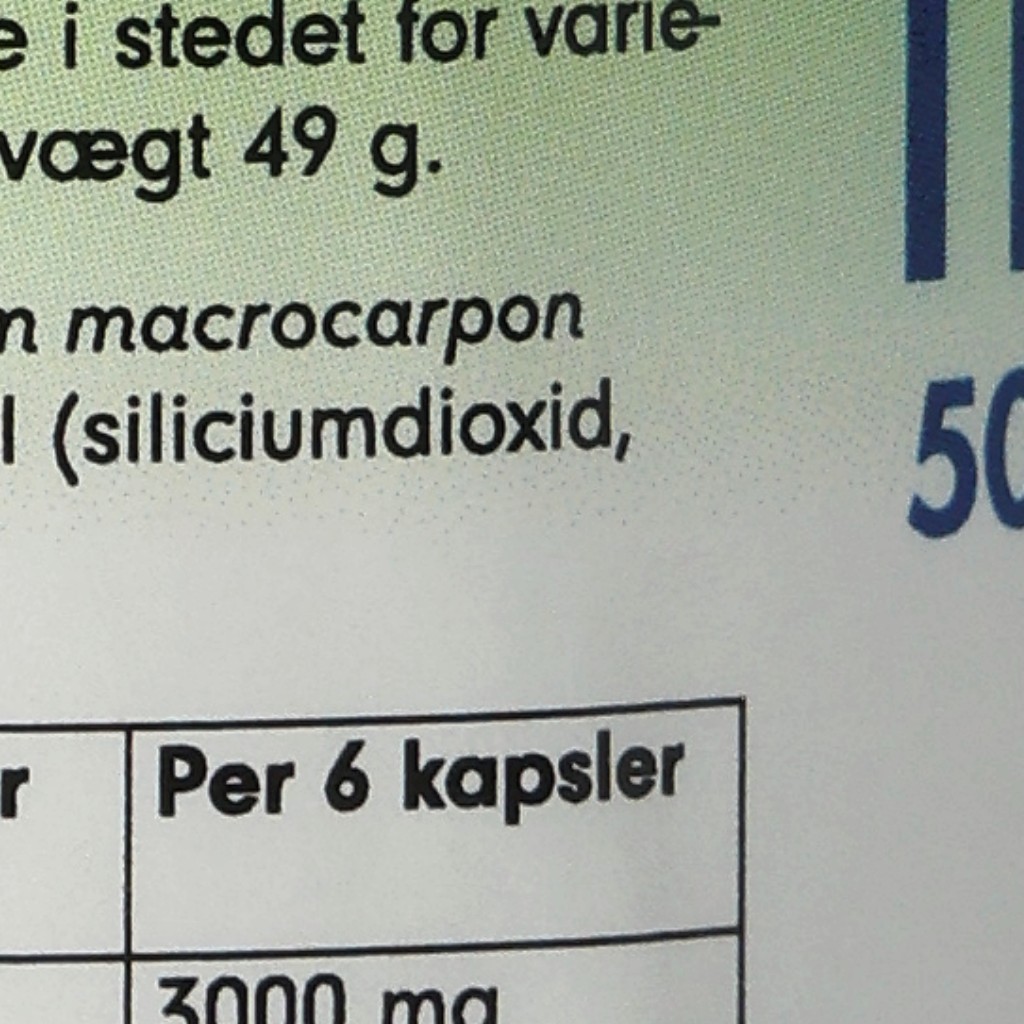 e i stedet for varie-
vægt 49 g.
macrocarpon
(siliciumdioxid,
50
Per 6 kapsler
3000 mg